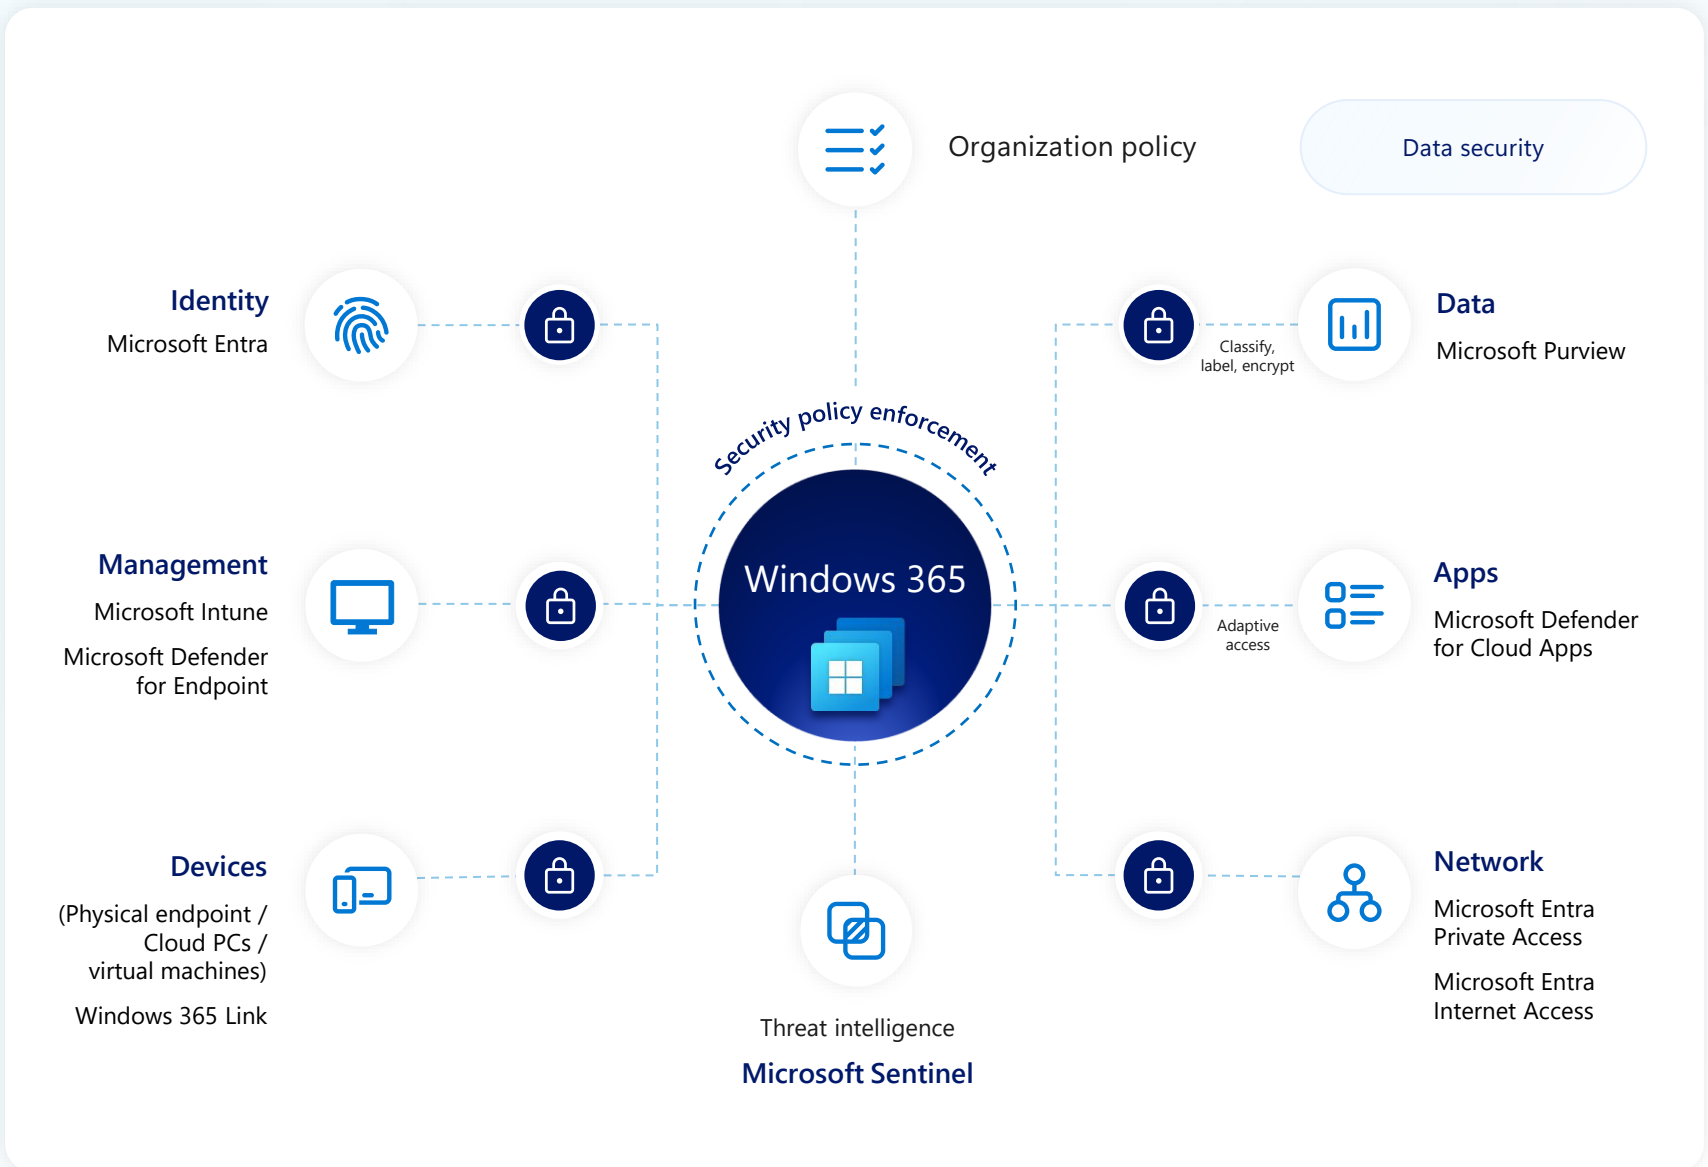 Organization policy
Data security
Identity
Microsoft Entra
Classify,
label, encrypt
Data
Microsoft Purview
Security policy enforcement
Windows 365
Management
Microsoft Intune
Microsoft Defender
for Endpoint
Adaptive
access
Apps
Microsoft Defender
for Cloud Apps
Devices
(Physical endpoint /
Cloud PCs /
virtual machines)
Windows 365 Link
Network
Microsoft Entra
Private Access
Microsoft Entra
Internet Access
Threat intelligence
Microsoft Sentinel